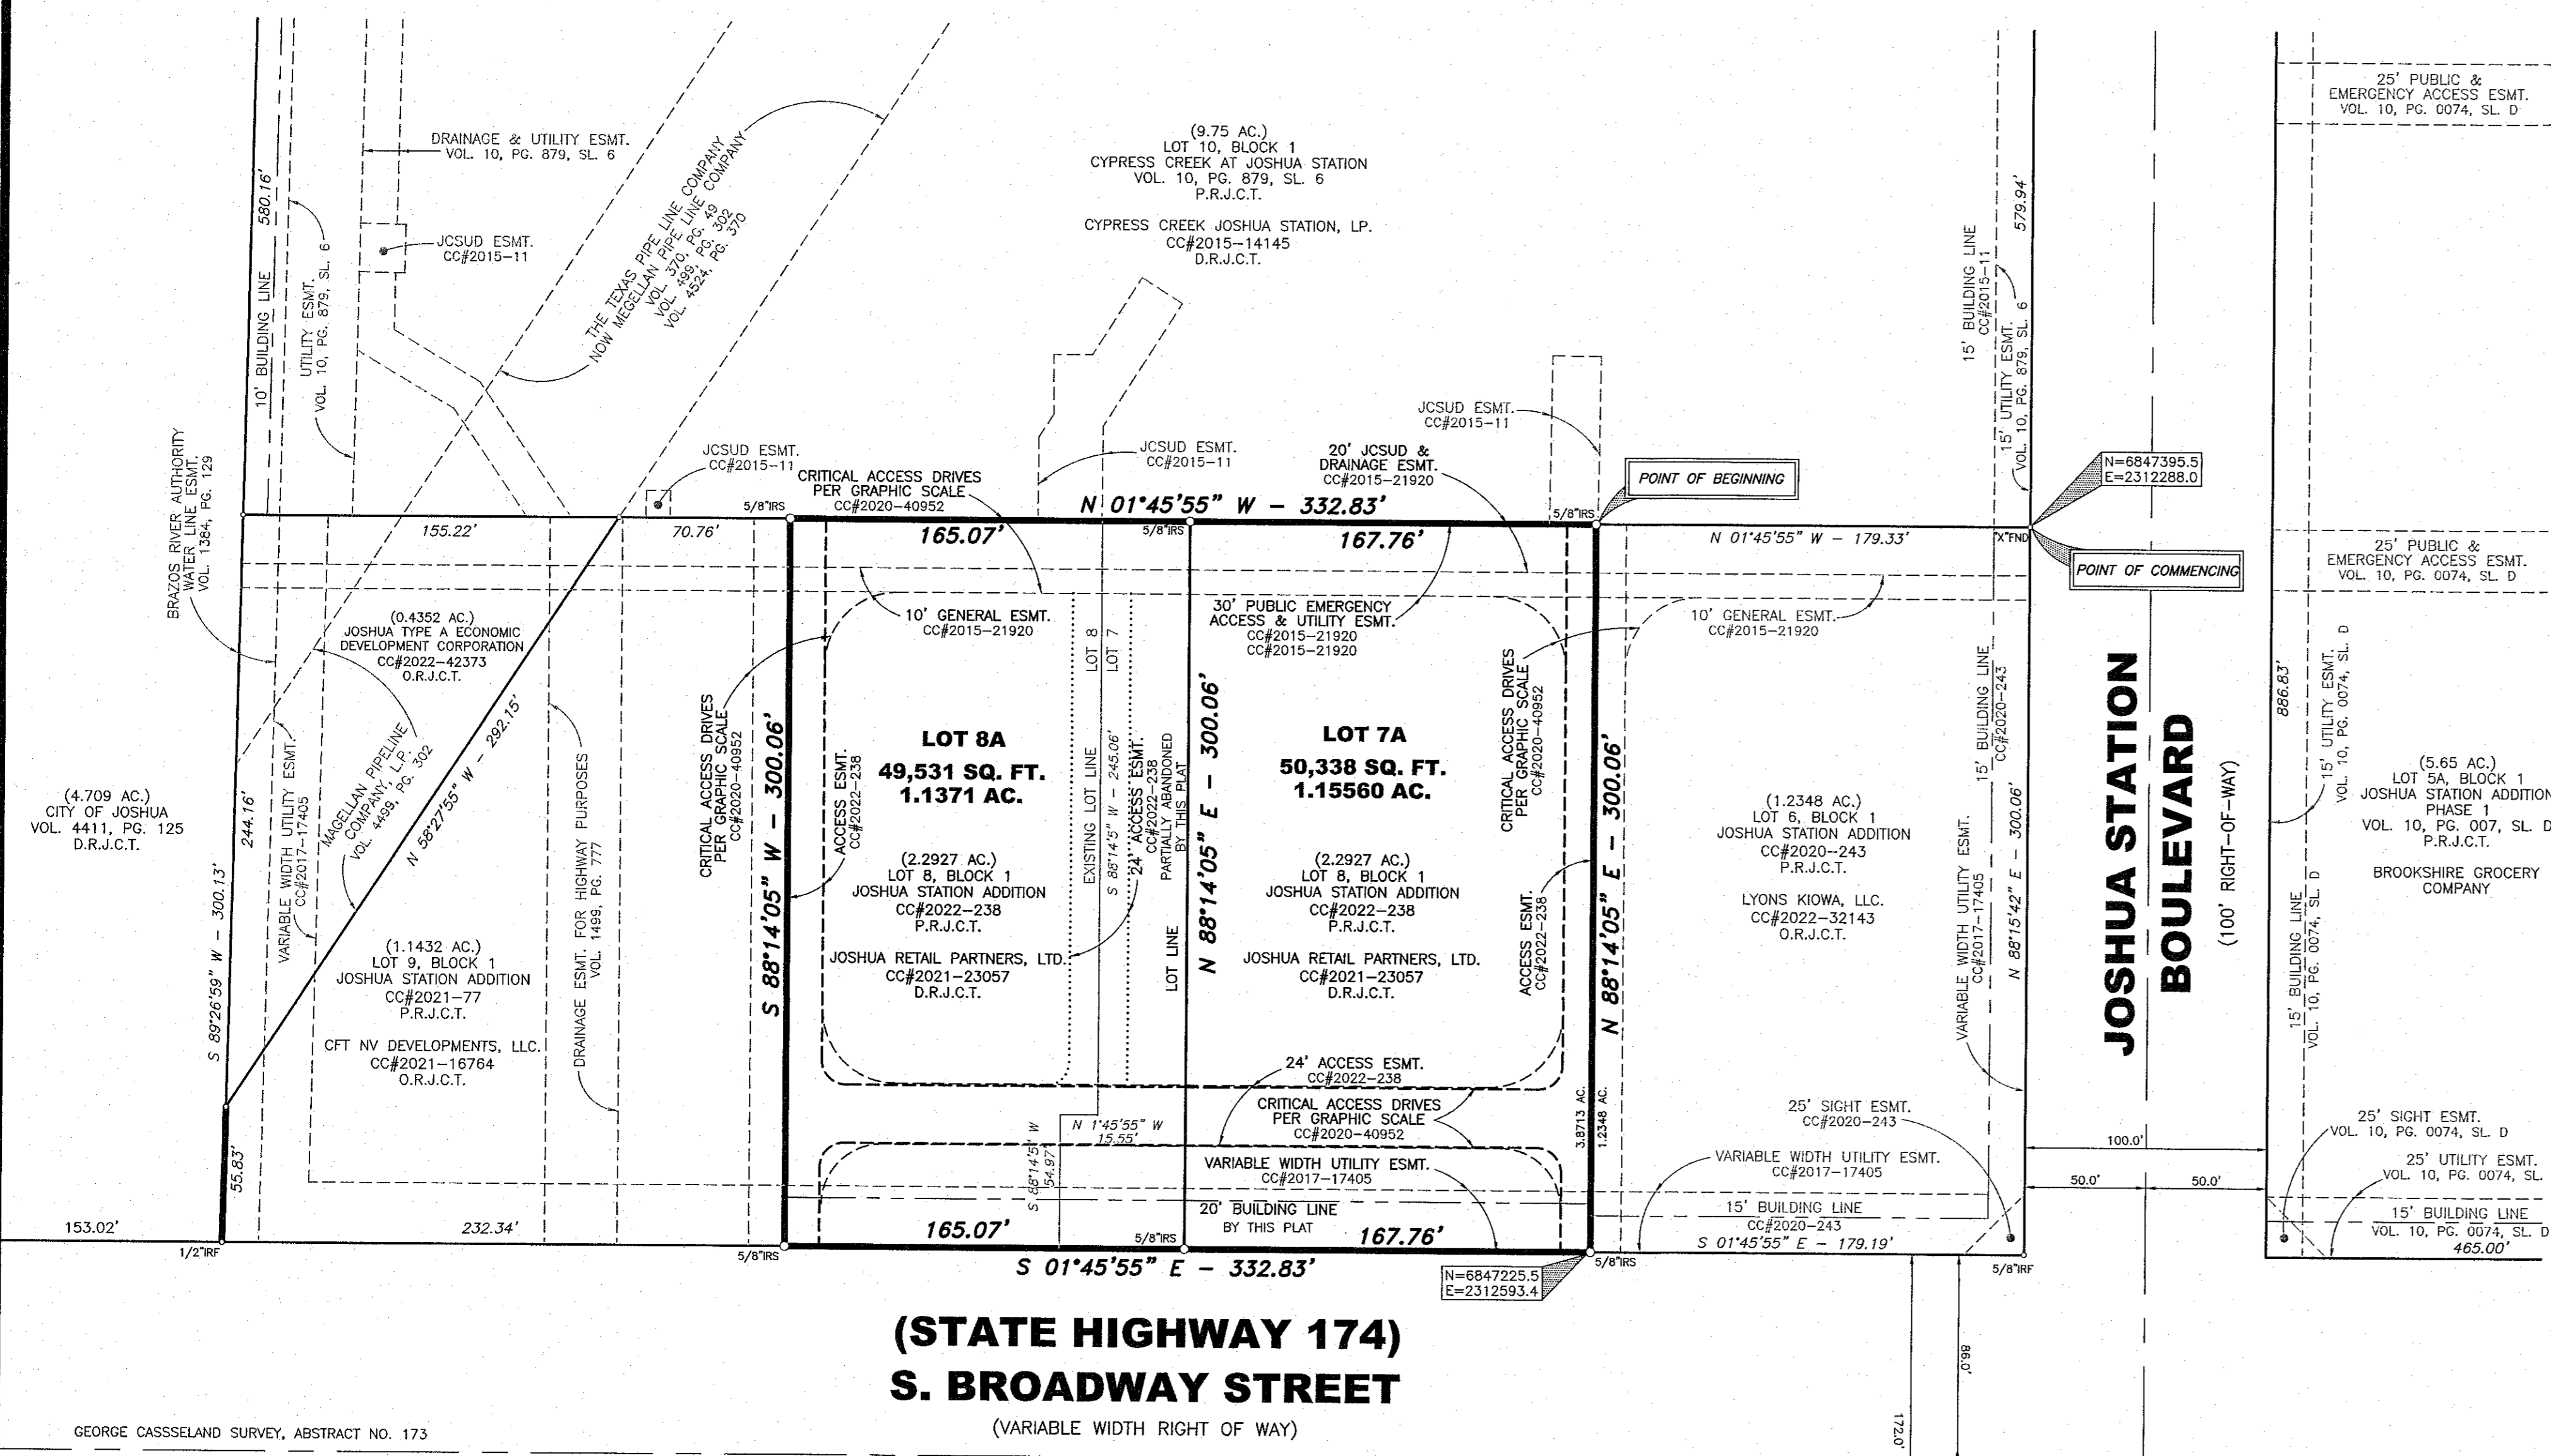 580.16'
10' BUILDING LINE
UTILITY ESMT.
VOL. 10, PG. 879, SL. 6
DRAINAGE & UTILITY ESMT.
VOL. 10, PG. 879, SL. 6
JCSUD ESMT.
CC#2015-11
THE TEXAS PIPE LINE COMPANY
NOW MEGELLAN PIPE LINE COMPANY
VOL. 370, PG. 49
VOL. 499, PG. 302
VOL. 4524, PG. 370
(9.75 AC.)
LOT 10, BLOCK 1
CYPRESS CREEK AT JOSHUA STATION
VOL. 10, PG. 879, SL. 6
P.R.J.C.T.
CYPRESS CREEK JOSHUA STATION, LP.
CC#2015-14145
D.R.J.C.T.
15' BUILDING LINE
CC#2015-11
579.94'
15' UTILITY ESMT.
VOL. 10, PG. 879, SL. 6
25' PUBLIC &
EMERGENCY ACCESS ESMT.
VOL. 10, PG. 0074, SL. D
BRAZOS RIVER AUTHORITY
WATER LINE ESMT.
VOL. 1384, PG. 129
JCSUD ESMT.
CC#2015-11
CRITICAL ACCESS DRIVES
PER GRAPHIC SCALE
CC#2020-40952
JCSUD ESMT.
CC#2015-11
JCSUD ESMT.
CC#2015-11
20' JCSUD &
DRAINAGE ESMT.
CC#2015-21920
POINT OF BEGINNING
N=6847395.5
E=2312288.0
5/8"IRS
N 01°45'55" W - 332.83'
5/8"IRS
5/8"IRS
155.22'
70.76'
165.07'
167.76'
N 01°45'55" W - 179.33'
"X"FND
POINT OF COMMENCING
25' PUBLIC &
EMERGENCY ACCESS ESMT.
VOL. 10, PG. 0074, SL. D
(0.4352 AC.)
JOSHUA TYPE A ECONOMIC
DEVELOPMENT CORPORATION
CC#2022-42373
O.R.J.C.T.
10' GENERAL ESMT.
CC#2015-21920
LOT 8
LOT 7
30' PUBLIC EMERGENCY
ACCESS & UTILITY ESMT.
CC#2015-21920
CC#2015-21920
10' GENERAL ESMT.
CC#2015-21920
CRITICAL ACCESS DRIVES
PER GRAPHIC SCALE
CC#2020-40952
CRITICAL ACCESS DRIVES
PER GRAPHIC SCALE
CC#2020-40952
15' BUILDING LINE
CC#2020-243
886.83'
15' UTILITY ESMT.
VOL. 10, PG. 0074, SL. D
(4.709 AC.)
CITY OF JOSHUA
VOL. 4411, PG. 125
D.R.J.C.T.
244.16'
S 89°26'59" W - 300.13'
VARIABLE WIDTH UTILITY ESMT.
CC#2017-17405
MAGELLAN PIPELINE
COMPANY, L.P.
VOL. 4499, PG. 302
N 58°27'55" W - 292.15'
DRAINAGE ESMT. FOR HIGHWAY PURPOSES
VOL. 1499, PG. 777
S 88°14'05" W - 300.06'
ACCESS ESMT.
CC#2022-238
LOT 8A
49,531 SQ. FT.
1.1371 AC.
(2.2927 AC.)
LOT 8, BLOCK 1
JOSHUA STATION ADDITION
CC#2022-238
P.R.J.C.T.
JOSHUA RETAIL PARTNERS, LTD.
CC#2021-23057
D.R.J.C.T.
EXISTING LOT LINE
S 88°14'5" W - 245.06'
24' ACCESS ESMT.
CC#2022-238
PARTIALLY ABANDONED
BY THIS PLAT
LOT LINE
N 88°14'05" E - 300.06'
LOT 7A
50,338 SQ. FT.
1.15560 AC.
(2.2927 AC.)
LOT 8, BLOCK 1
JOSHUA STATION ADDITION
CC#2022-238
P.R.J.C.T.
JOSHUA RETAIL PARTNERS, LTD.
CC#2021-23057
D.R.J.C.T.
ACCESS ESMT.
CC#2022-238
N 88°14'05" E - 300.06'
(1.2348 AC.)
LOT 6, BLOCK 1
JOSHUA STATION ADDITION
CC#2020-243
P.R.J.C.T.
LYONS KIOWA, LLC.
CC#2022-32143
O.R.J.C.T.
VARIABLE WIDTH UTILITY ESMT.
CC#2017-17405
N 88°15'42" E - 300.06'
JOSHUA STATION
BOULEVARD
(100' RIGHT-OF-WAY)
(5.65 AC.)
LOT 5A, BLOCK 1
JOSHUA STATION ADDITION
PHASE 1
VOL. 10, PG. 007, SL. D
P.R.J.C.T.
BROOKSHIRE GROCERY
COMPANY
15' BUILDING LINE
VOL. 10, PG. 0074, SL. D
(1.1432 AC.)
LOT 9, BLOCK 1
JOSHUA STATION ADDITION
CC#2021-77
P.R.J.C.T.
CFT NV DEVELOPMENTS, LLC.
CC#2021-16764
O.R.J.C.T.
24' ACCESS ESMT.
CC#2022-238
CRITICAL ACCESS DRIVES
PER GRAPHIC SCALE
CC#2020-40952
3.8713 AC.
1.2348 AC.
N 1°45'55" W
15.55'
S 88°14'5" W
54.97'
25' SIGHT ESMT.
CC#2020-243
100.0'
50.0'
50.0'
25' SIGHT ESMT.
VOL. 10, PG. 0074, SL. D
25' UTILITY ESMT.
VOL. 10, PG. 0074, SL.
55.83'
VARIABLE WIDTH UTILITY ESMT.
CC#2017-17405
VARIABLE WIDTH UTILITY ESMT.
CC#2017-17405
20' BUILDING LINE
BY THIS PLAT
15' BUILDING LINE
CC#2020-243
15' BUILDING LINE
VOL. 10, PG. 0074, SL. D
153.02'
232.34'
165.07'
167.76'
S 01°45'55" E - 179.19'
465.00'
1/2"IRF
5/8"IRS
5/8"IRS
5/8"IRS
5/8"IRF
S 01°45'55" E - 332.83'
N=6847225.5
E=2312593.4
(STATE HIGHWAY 174)
S. BROADWAY STREET
(VARIABLE WIDTH RIGHT OF WAY)
86.0'
172.0'
GEORGE CASSSELAND SURVEY, ABSTRACT NO. 173